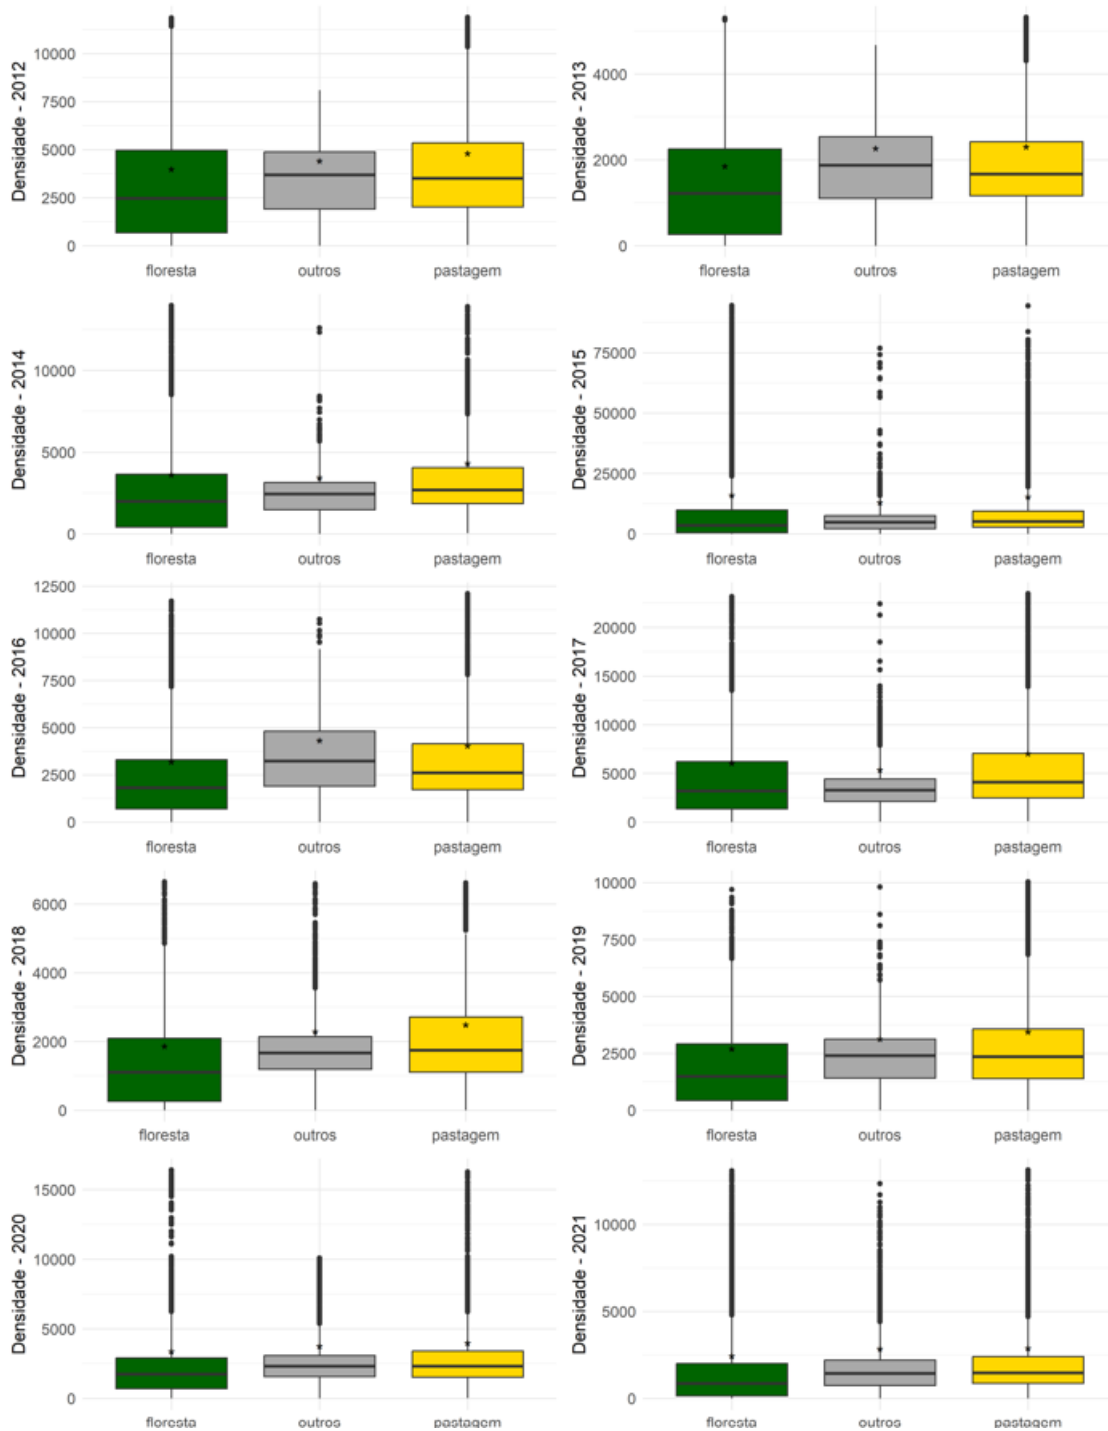 Densidade - 2012
10000
7500
5000
2500
0
floresta outros pastagem
Densidade - 2013
4000
2000
0
floresta outros pastagem
Densidade - 2014
10000
5000
0
floresta outros pastagem
Densidade - 2015
75000
50000
25000
0
floresta outros pastagem
Densidade - 2016
12500
10000
7500
5000
2500
0
floresta outros pastagem
Densidade - 2017
20000
15000
10000
5000
0
floresta outros pastagem
Densidade - 2018
6000
4000
2000
0
floresta outros pastagem
Densidade - 2019
10000
7500
5000
2500
0
floresta outros pastagem
Densidade - 2020
15000
10000
5000
0
floresta outros pastagem
Densidade - 2021
10000
5000
0
floresta outros pastagem